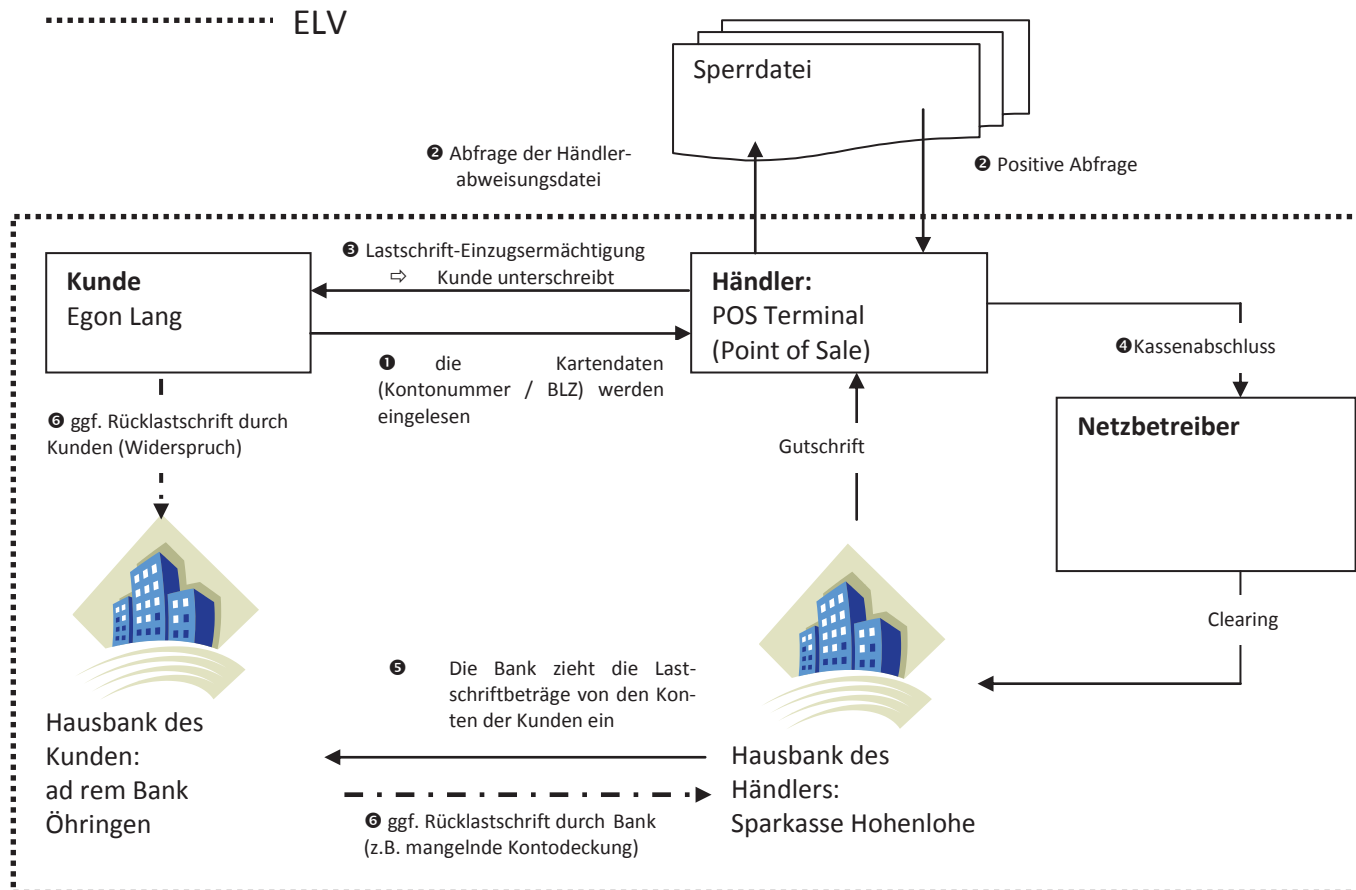 ELV
Sperrdatei
❷ Abfrage der Händler-
abweisungsdatei
❷ Positive Abfrage
❸ Lastschrift-Einzugsermächtigung
⇨ Kunde unterschreibt
Kunde
Egon Lang
Händler:
POS Terminal
(Point of Sale)
❹Kassenabschluss
❶ die Kartendaten
(Kontonummer / BLZ) werden
eingelesen
❻ ggf. Rücklastschrift durch
Kunden (Widerspruch)
Gutschrift
Netzbetreiber
Clearing
❺ Die Bank zieht die Last-
schriftbeträge von den Kon-
ten der Kunden ein
Hausbank des
Kunden:
ad rem Bank
Öhringen
Hausbank des
Händlers:
Sparkasse Hohenlohe
❻ ggf. Rücklastschrift durch Bank
(z.B. mangelnde Kontodeckung)